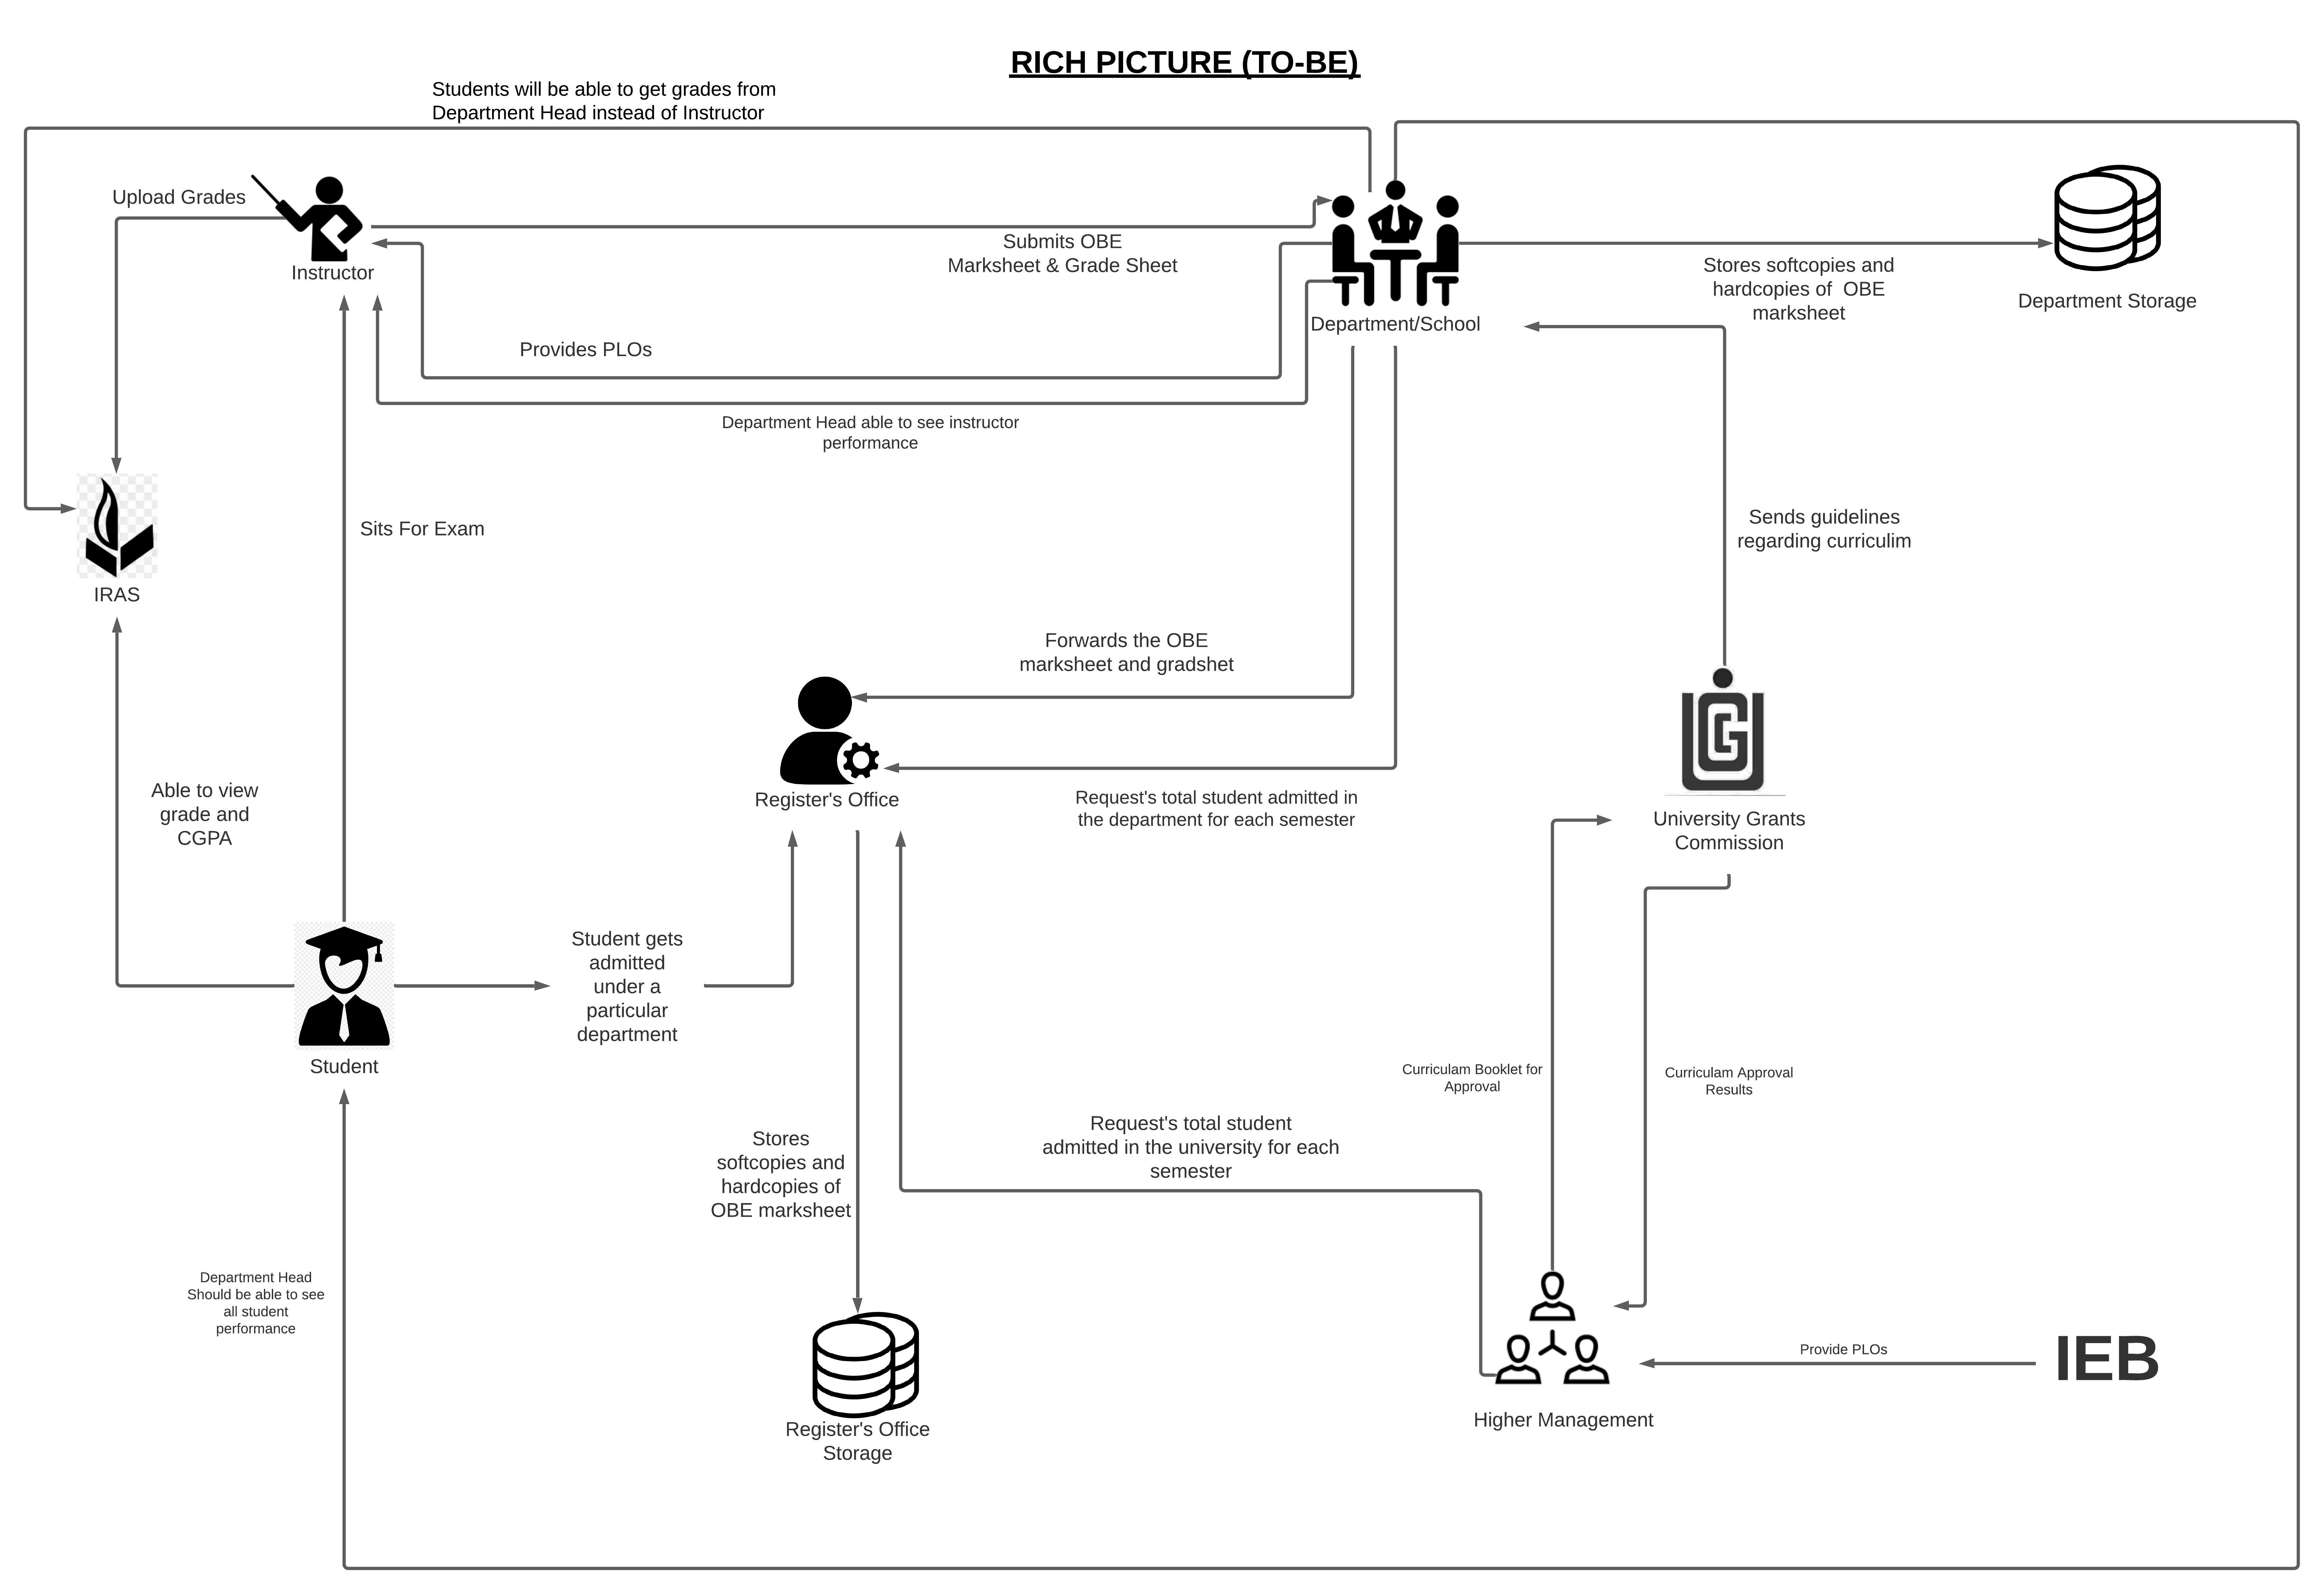 RICH PICTURE (TO-BE)
Students will be able to get grades from
Department Head instead of Instructor
Upload Grades
Instructor
Submits OBE
Marksheet & Grade Sheet
Department/School
Stores softcopies and
hardcopies of OBE
marksheet
Department Storage
Provides PLOs
Department Head able to see instructor
performance
Sits For Exam
IRAS
Sends guidelines
regarding curriculim
Forwards the OBE
marksheet and gradshet
Register's Office
Request's total student admitted in
the department for each semester
UGC
University Grants
Commission
Able to view
grade and
CGPA
Student gets
admitted
under a
particular
department
Student
Curriculam Booklet for
Approval
Curriculam Approval
Results
Request's total student
admitted in the university for each
semester
Stores
softcopies and
hardcopies of
OBE marksheet
Department Head
Should be able to see
all student
performance
Provide PLOs
IEB
Higher Management
Register's Office
Storage